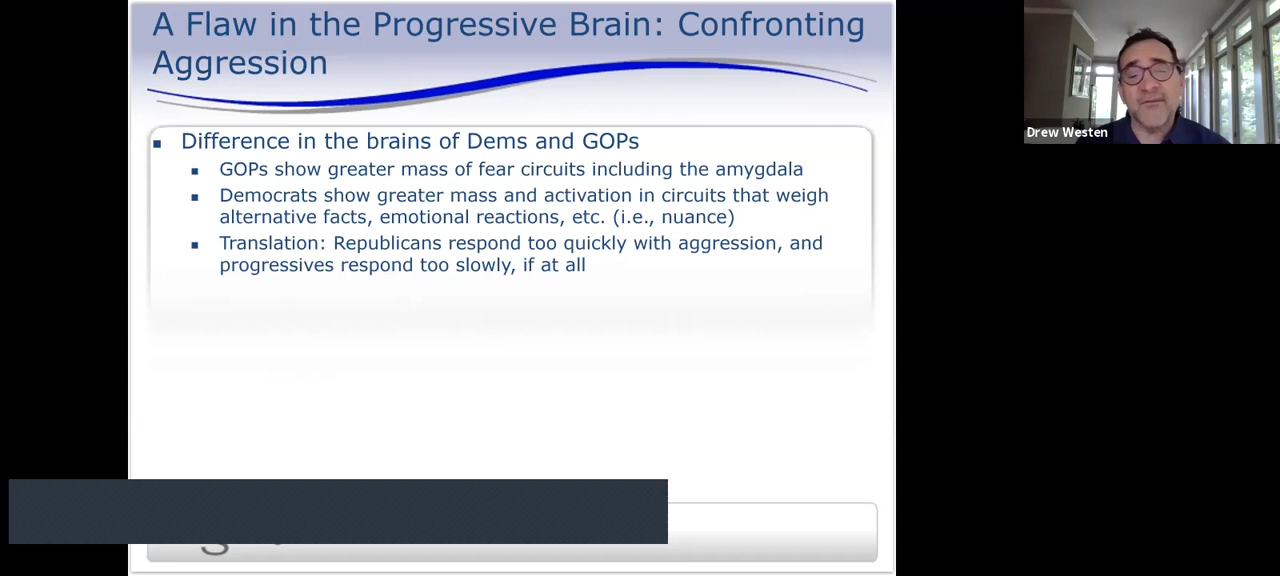 A Flaw in the Progressive Brain: Confronting
Aggression
Difference in the brains of Dems and GOPs
GOPs show greater mass of fear circuits including the amygdala
Democrats show greater mass and activation in circuits that weigh
alternative facts, emotional reactions, etc. (i.e., nuance)
Translation: Republicans respond too quickly with aggression, and
progressives respond too slowly, if at all
Drew Westen